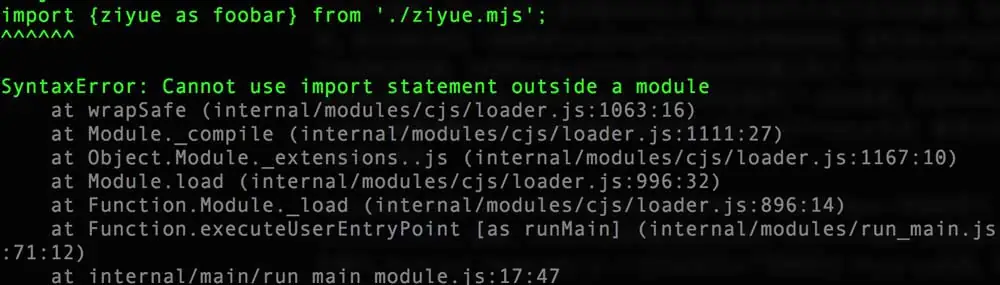 import {ziyue as foobar} from './ziyue.mjs';
^^^^^^
SyntaxError: Cannot use import statement outside a module
at wrapSafe (internal/modules/cjs/loader.js:1063:16)
at Module._compile (internal/modules/cjs/loader.js:1111:27)
at Object.Module._extensions..js (internal/modules/cjs/loader.js:1167:10)
at Module.load (internal/modules/cjs/loader.js:996:32)
at Function.Module._load (internal/modules/cjs/loader.js:896:14)
at Function.executeUserEntryPoint [as runMain] (internal/modules/run_main.js
:71:12)
at internal/main/run_main_module.js:17:47